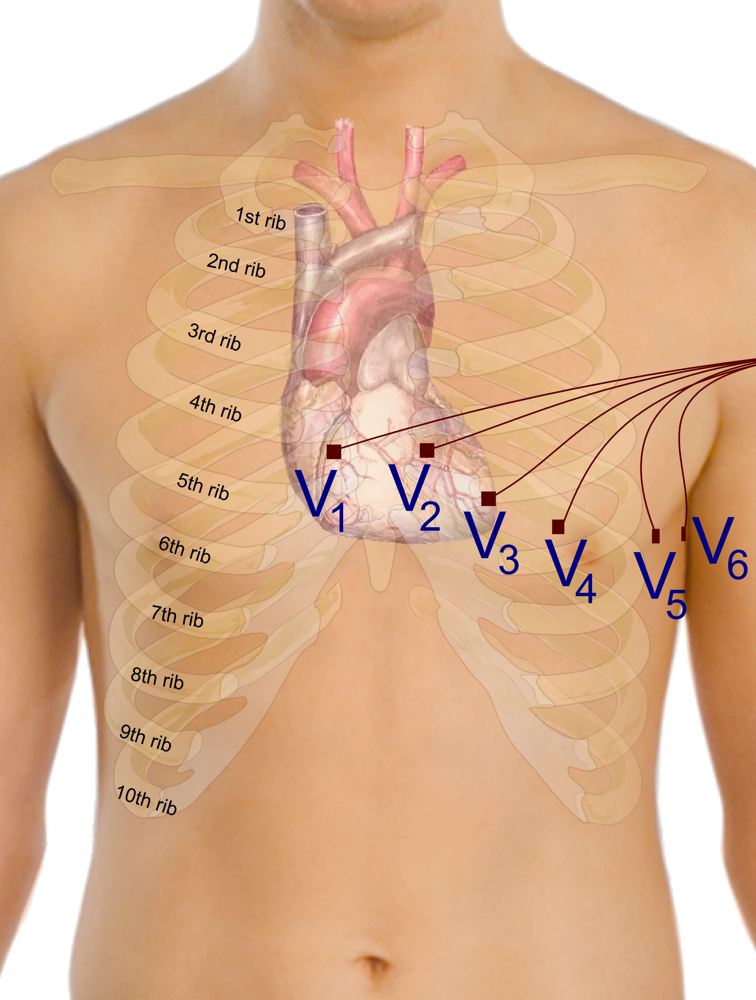 1st rib
2nd rib
3rd rib
4th rib
5th rib
6th rib
7th rib
8th rib
9th rib
10th rib
V1
V2
V3
V4
V5
V6